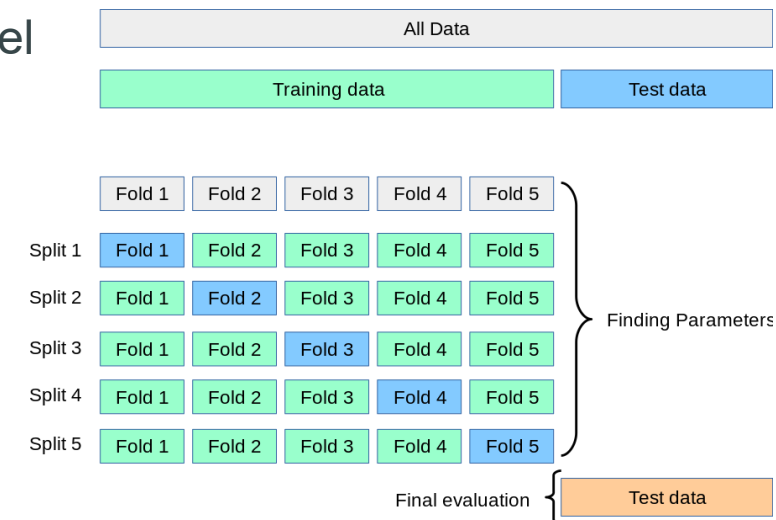 el
All Data
Training data Test data
Fold 1 Fold 2 Fold 3 Fold 4 Fold 5
Split 1 Fold 1 Fold 2 Fold 3 Fold 4 Fold 5
Split 2 Fold 1 Fold 2 Fold 3 Fold 4 Fold 5
Finding Parameters
Split 3 Fold 1 Fold 2 Fold 3 Fold 4 Fold 5
Split 4 Fold 1 Fold 2 Fold 3 Fold 4 Fold 5
Split 5 Fold 1 Fold 2 Fold 3 Fold 4 Fold 5
Final evaluation Test data